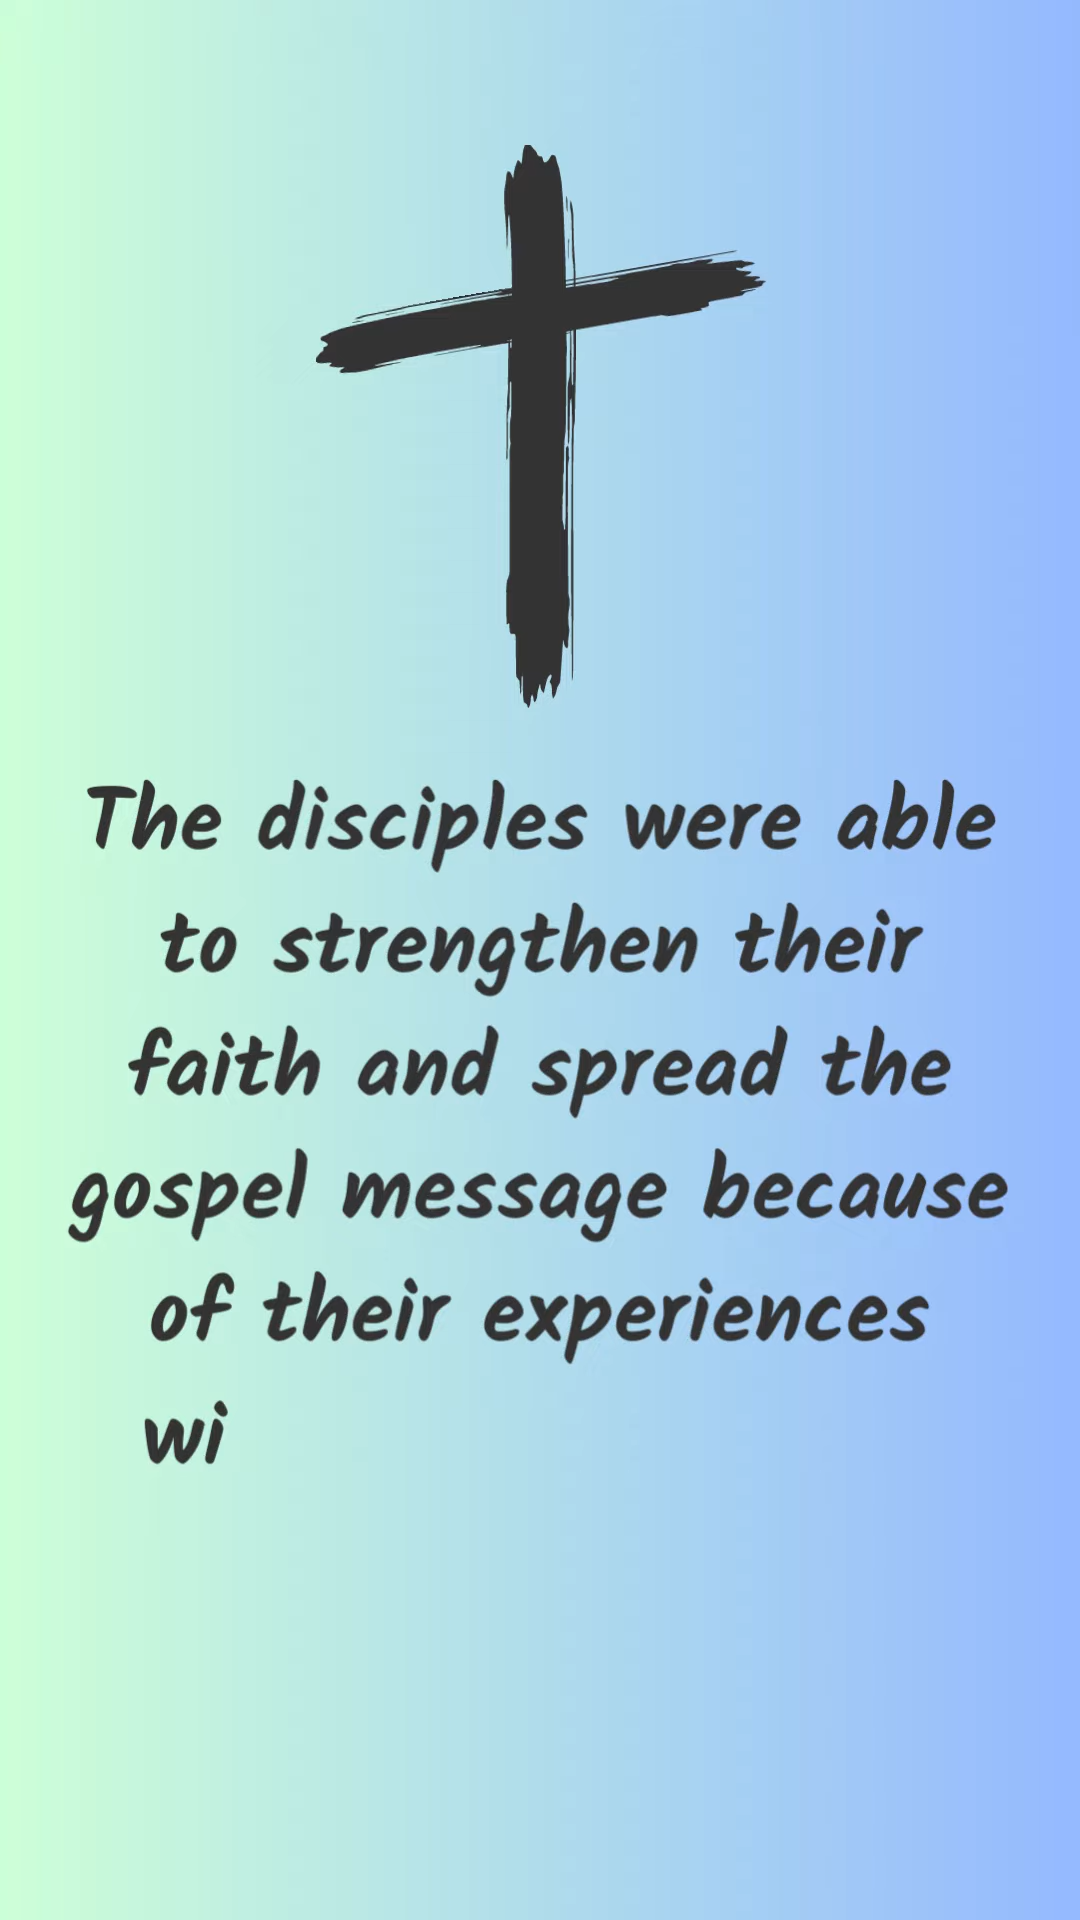 The disciples were able
to strengthen their
faith and spread the
gospel message because
of their experiences
wi